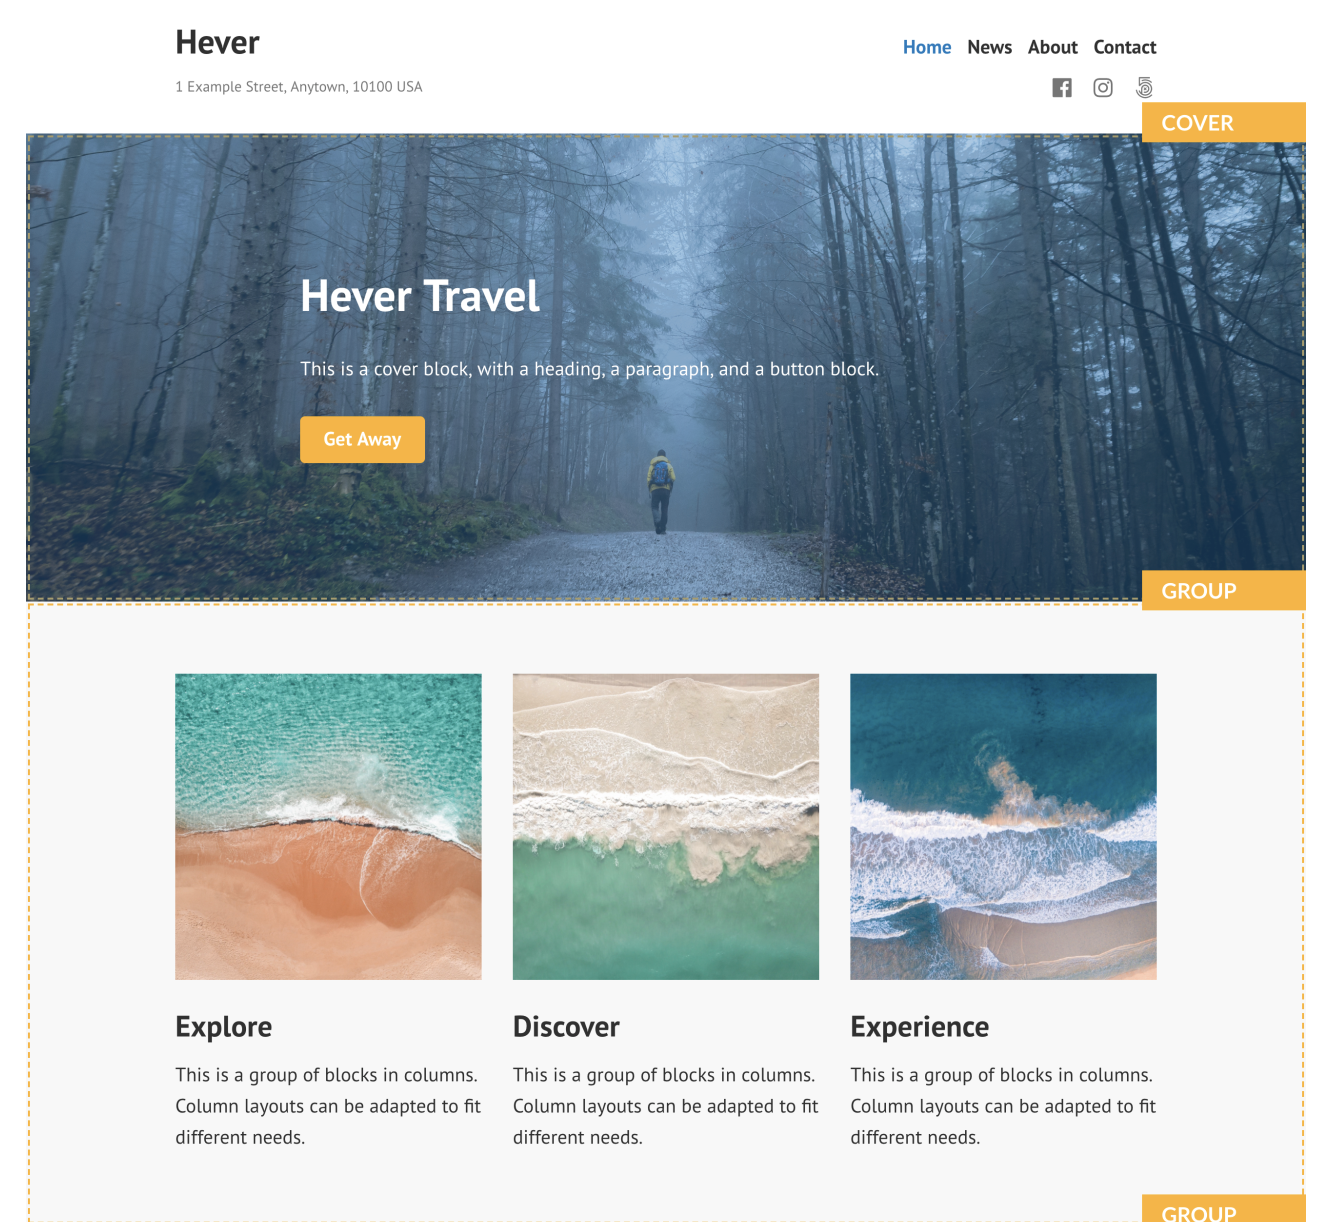 Hever
Home News About Contact
1 Example Street, Anytown, 10100 USA
COVER
Hever Travel
This is a cover block, with a heading, a paragraph, and a button block.
Get Away
GROUP
Explore
This is a group of blocks in columns.
Column layouts can be adapted to fit
different needs.
Discover
This is a group of blocks in columns.
Column layouts can be adapted to fit
different needs.
Experience
This is a group of blocks in columns.
Column layouts can be adapted to fit
different needs.
GROUP